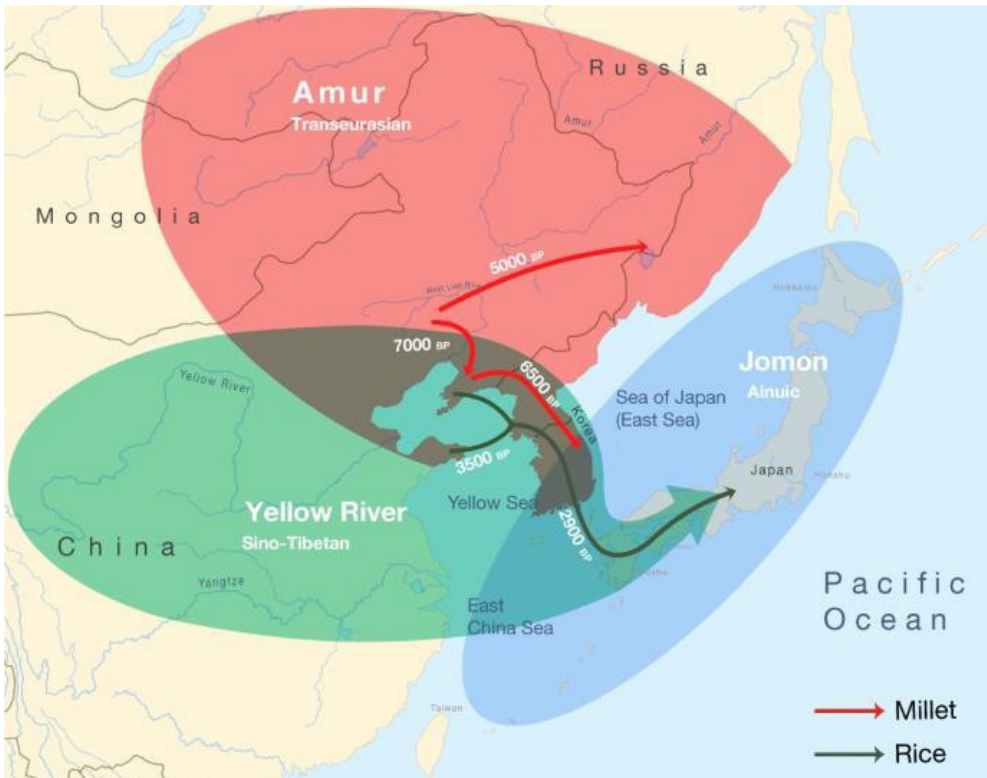 Russia
Amur
Transeurasian
Amur
Amur
Mongolia
5000 BP
West Liao River
7000 BP
6500 BP
Hokkaido
Jomon
Ainuic
Yellow River
Korea
Sea of Japan
(East Sea)
Japan
Honshu
3500 BP
Yellow Sea
Yellow River
Sino-Tibetan
2900 BP
China
Yangtze
East
China Sea
Pacific
Ocean
Taiwan
Millet
Rice